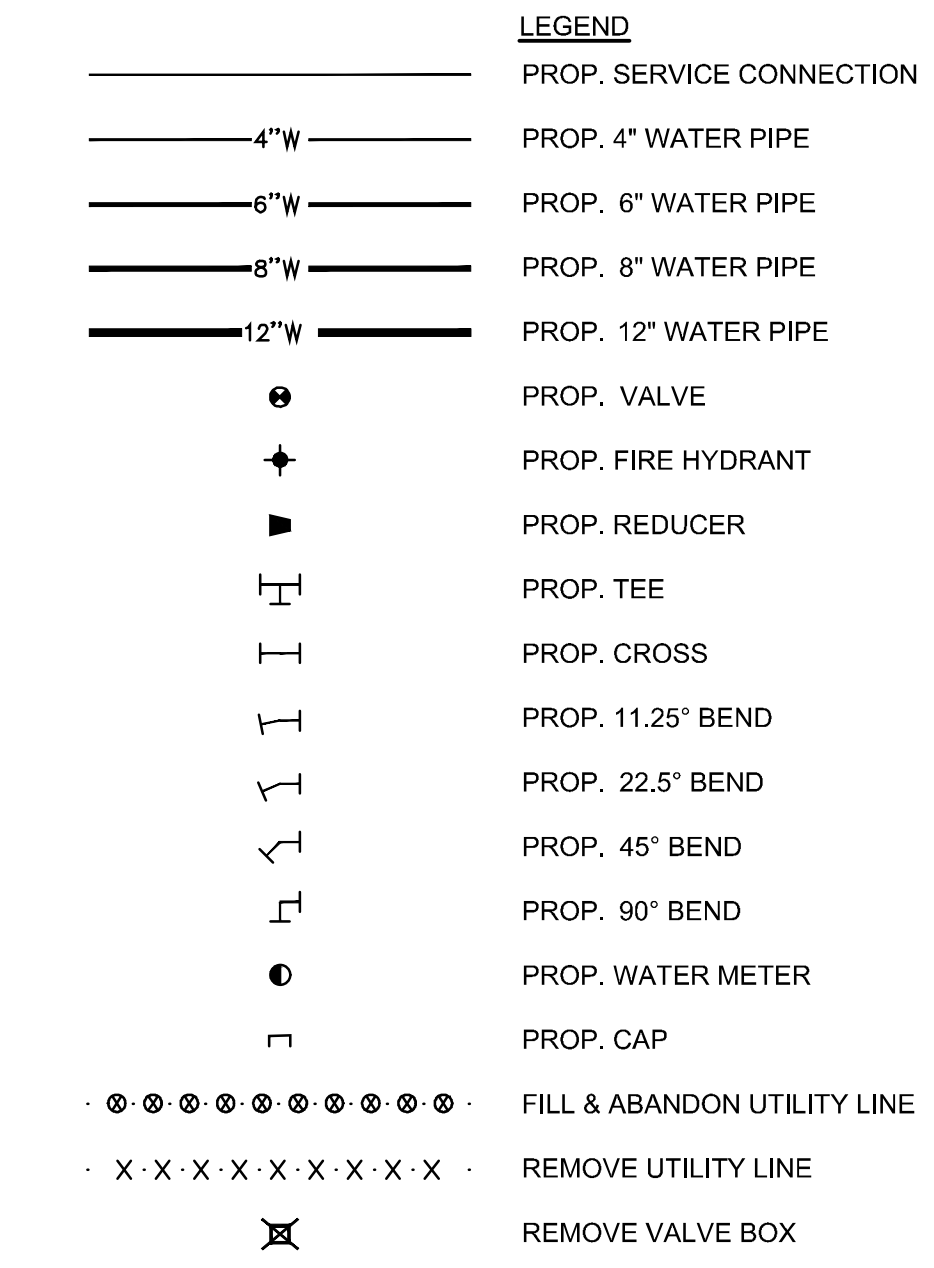 LEGEND
PROP. SERVICE CONNECTION
4"W PROP. 4" WATER PIPE
6"W PROP. 6" WATER PIPE
8"W PROP. 8" WATER PIPE
12"W PROP. 12" WATER PIPE
PROP. VALVE
PROP. FIRE HYDRANT
PROP. REDUCER
PROP. TEE
PROP. CROSS
PROP. 11.25° BEND
PROP. 22.5° BEND
PROP. 45° BEND
PROP. 90° BEND
PROP. WATER METER
PROP. CAP
FILL & ABANDON UTILITY LINE
REMOVE UTILITY LINE
REMOVE VALVE BOX